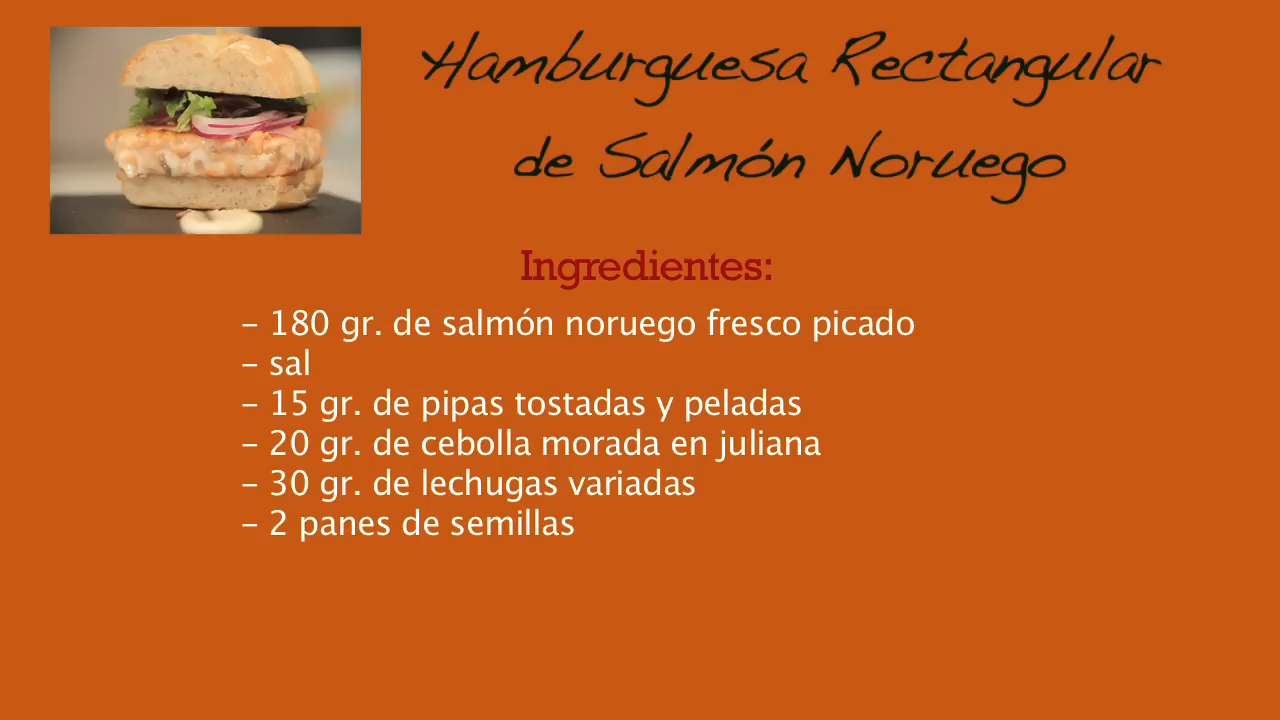 Hamburguesa Rectangular
de Salmón Noruego
Ingredientes:
- 180 gr. de salmón noruego fresco picado
- sal
- 15 gr. de pipas tostadas y peladas
- 20 gr. de cebolla morada en juliana
- 30 gr. de lechugas variadas
- 2 panes de semillas